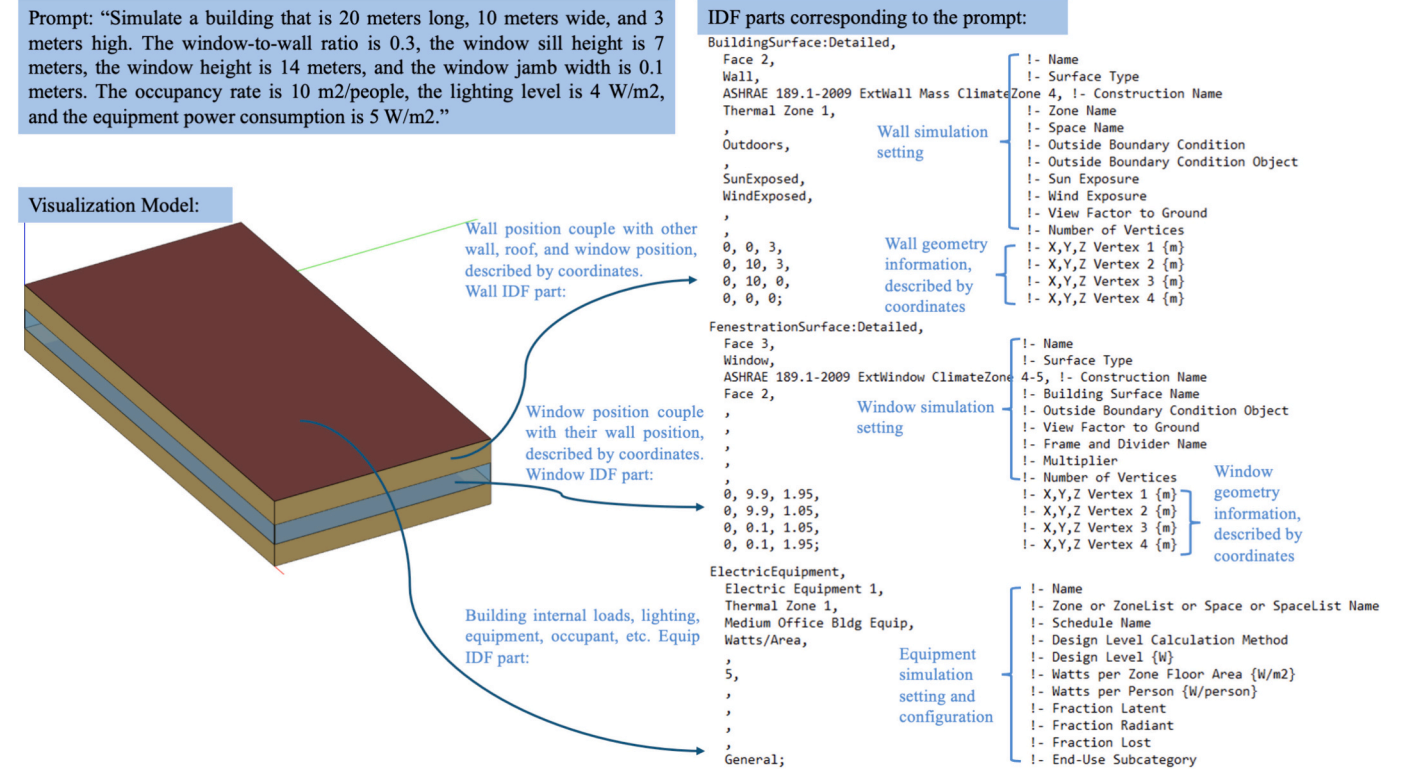 Prompt: “Simulate a building that is 20 meters long, 10 meters wide, and 3
meters high. The window-to-wall ratio is 0.3, the window sill height is 7
meters, the window height is 14 meters, and the window jamb width is 0.1
meters. The occupancy rate is 10 m2/people, the lighting level is 4 W/m2,
and the equipment power consumption is 5 W/m2.”
Visualization Model:
Wall position couple with other
wall, roof, and window position,
described by coordinates.
Wall IDF part:
Window position couple
with their wall position,
described by coordinates.
Window IDF part:
Building internal loads, lighting,
equipment, occupant, etc. Equip
IDF part:
IDF parts corresponding to the prompt:
BuildingSurface:Detailed,
Face 2, !- Name
Wall, !- Surface Type
ASHRAE 189.1-2009 ExtWall Mass ClimateZone 4, !- Construction Name
Thermal Zone 1, !- Zone Name
, !- Space Name
Outdoors, !- Outside Boundary Condition
, !- Outside Boundary Condition Object
SunExposed, !- Sun Exposure
WindExposed, !- Wind Exposure
, !- View Factor to Ground
, !- Number of Vertices
0, 0, 3, !- X,Y,Z Vertex 1 {m}
0, 10, 3, !- X,Y,Z Vertex 2 {m}
0, 10, 0, !- X,Y,Z Vertex 3 {m}
0, 0, 0; !- X,Y,Z Vertex 4 {m}
Wall simulation
setting
Wall geometry
information,
described by
coordinates
FenestrationSurface:Detailed,
Face 3, !- Name
Window, !- Surface Type
ASHRAE 189.1-2009 ExtWindow ClimateZone 4-5, !- Construction Name
Face 2, !- Building Surface Name
, !- Outside Boundary Condition Object
, !- View Factor to Ground
, !- Frame and Divider Name
, !- Multiplier
, !- Number of Vertices
0, 9.9, 1.95, !- X,Y,Z Vertex 1 {m}
0, 9.9, 1.05, !- X,Y,Z Vertex 2 {m}
0, 0.1, 1.05, !- X,Y,Z Vertex 3 {m}
0, 0.1, 1.95; !- X,Y,Z Vertex 4 {m}
Window simulation
setting
Window
geometry
information,
described by
coordinates
ElectricEquipment,
Electric Equipment 1, !- Name
Thermal Zone 1, !- Zone or ZoneList or Space or SpaceList Name
Medium Office Bldg Equip, !- Schedule Name
Watts/Area, !- Design Level Calculation Method
, !- Design Level {W}
5, !- Watts per Zone Floor Area {W/m2}
, !- Watts per Person {W/person}
, !- Fraction Latent
, !- Fraction Radiant
, !- Fraction Lost
General; !- End-Use Subcategory
Equipment
simulation
setting and
configuration